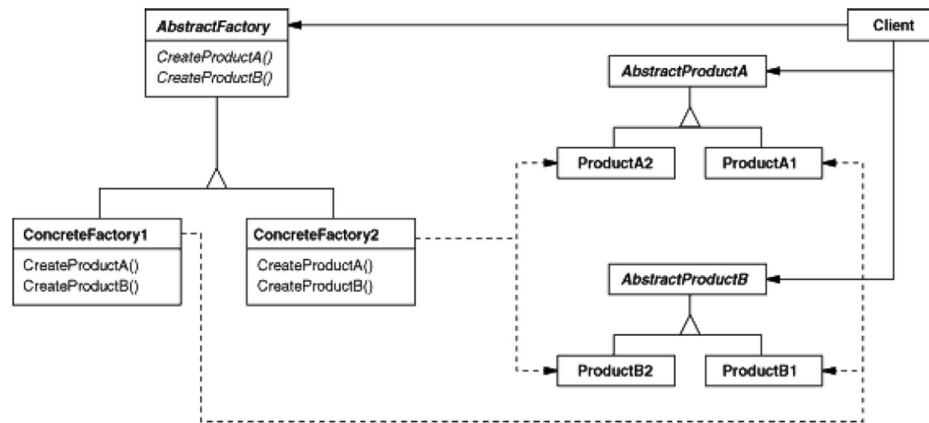 AbstractFactory
CreateProductA()
CreateProductB()
Client
AbstractProductA
ProductA2
ProductA1
ConcreteFactory1
CreateProductA()
CreateProductB()
ConcreteFactory2
CreateProductA()
CreateProductB()
AbstractProductB
ProductB2
ProductB1